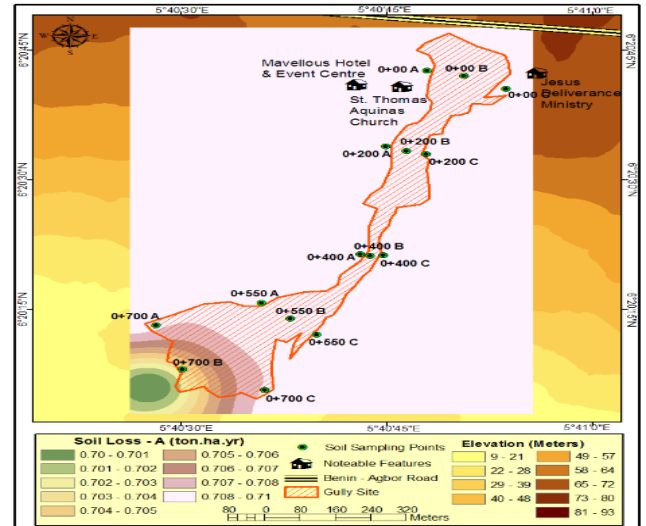 5°40'30"E 5°40'15"E 5°41'0"E
6°20'45"N 6°20'45"N
N
W E
S
Mavellous Hotel
& Event Centre
0+00 A 0+00 B
0+00 C
Jesus
Deliverance
Ministry
St. Thomas
Aquinas
Church
0+200 B
0+200 A 0+200 C
6°20'30"N 6°20'30"N
0+400 B
0+400 A 0+400 C
0+550 A
6°20'15"N 6°20'15"N
0+700 A 0+550 B
0+550 C
0+700 B
0+700 C
5°40'30"E 5°40'45"E 5°41'0"E
Soil Loss - A (ton.ha.yr)
0.70 - 0.701
0.701 - 0.702
0.702 - 0.703
0.703 - 0.704
0.704 - 0.705
0.705 - 0.706
0.706 - 0.707
0.707 - 0.708
0.708 - 0.71
Soil Sampling Points
Noteable Features
Benin - Agbor Road
Gully Site
80 0 80 160 240 320
Meters
Elevation (Meters)
9 - 21
22 - 28
29 - 39
40 - 48
49 - 57
58 - 64
65 - 72
73 - 80
81 - 93